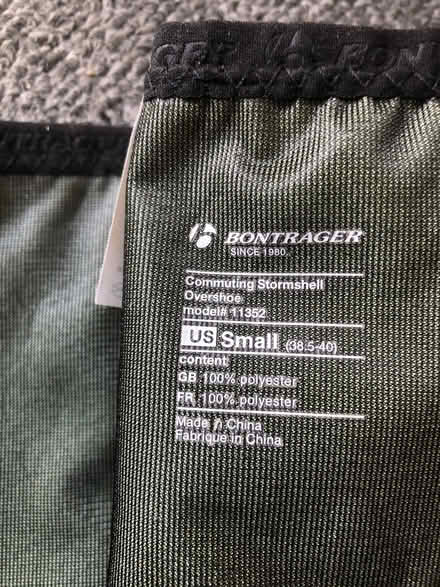 BONTRAGER
SINCE 1980.
Commuting Stormshell
Overshoe
model# 11352
US Small (38.5-40)
content
GB 100% polyester
FR 100% polyester
Made in China
Fabriqué in China